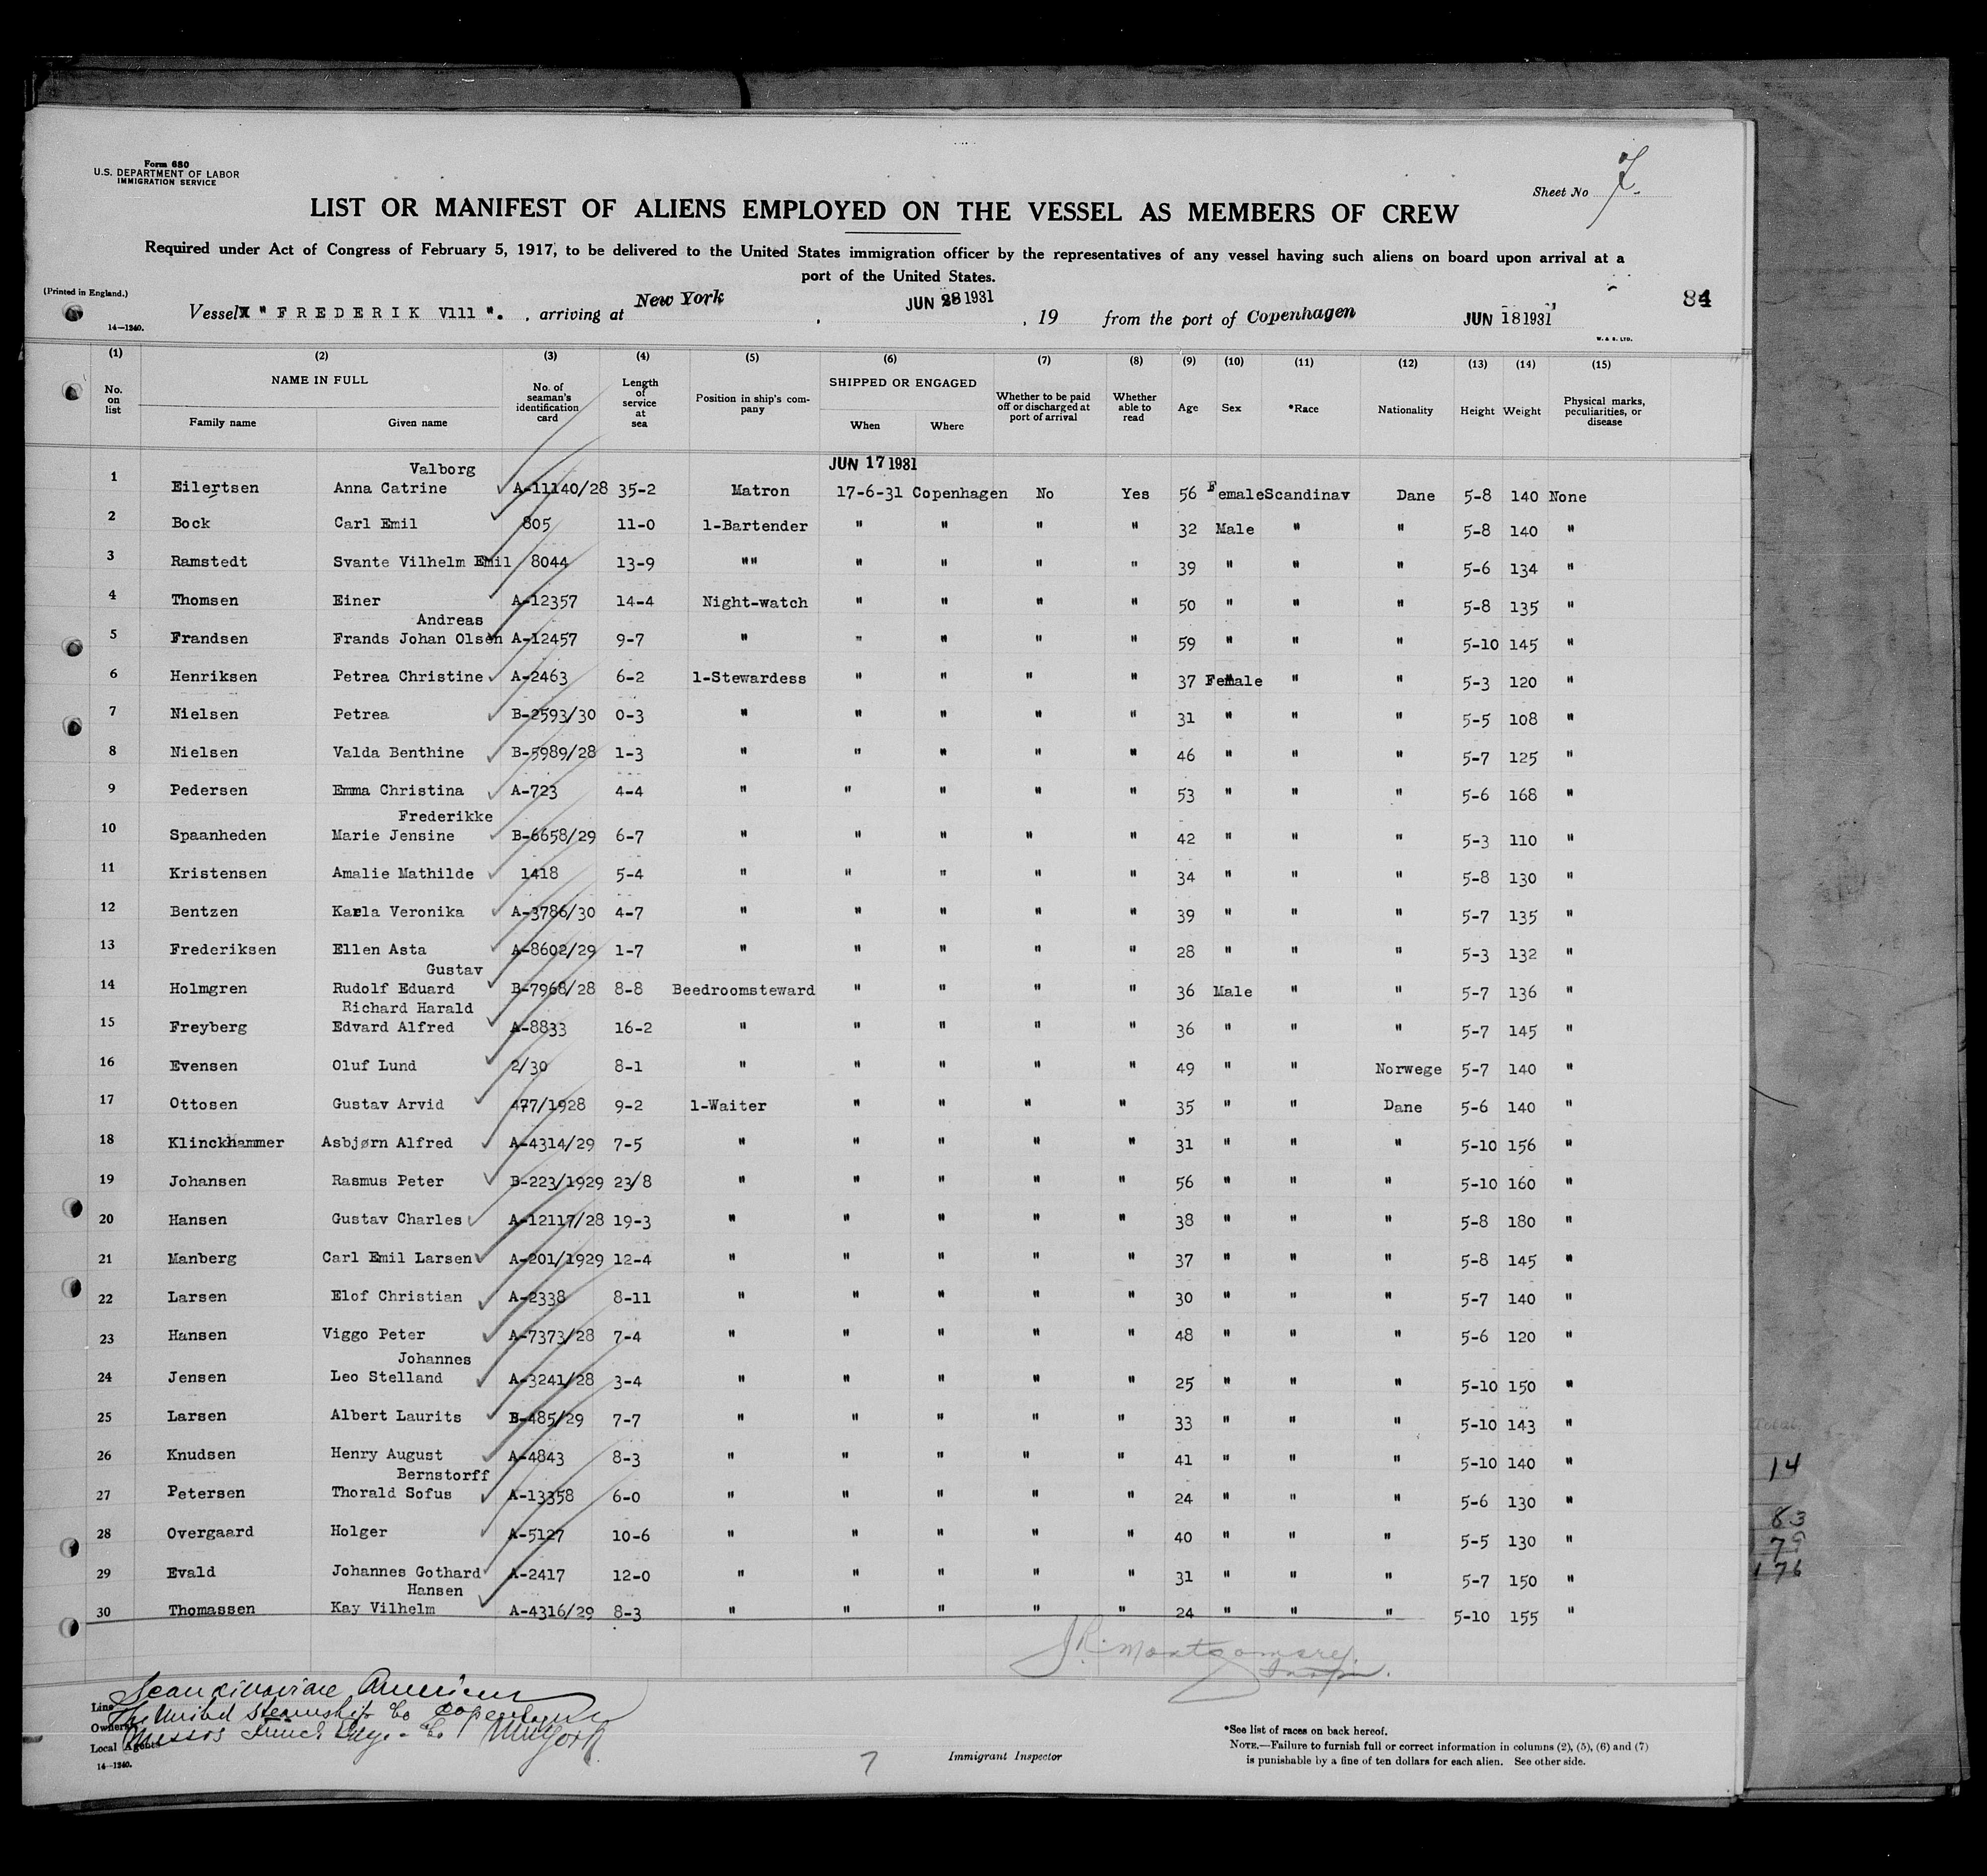 Form 680
U.S. DEPARTMENT OF LABOR
IMMIGRATION SERVICE
Sheet No 7.
LIST OR MANIFEST OF ALIENS EMPLOYED ON THE VESSEL AS MEMBERS OF CREW
Required under Act of Congress of February 5, 1917, to be delivered to the United States immigration officer by the representatives of any vessel having such aliens on board upon arrival at a
port of the United States.
(Printed in England.)
84
Vessel "FREDERIK V111". , arriving at New York , JUN 28 1931 , 19 from the port of Copenhagen JUN 18 1931
14—1240.
W. & S. LTD.
(1) (2) (3) (4) (5) (6) (7) (8) (9) (10) (11) (12) (13) (14) (15)
No. on list NAME IN FULL Family name Given name No. of seaman's identification card Length of service at sea Position in ship's company SHIPPED OR ENGAGED When Where Whether to be paid off or discharged at port of arrival Whether able to read Age Sex *Race Nationality Height Weight Physical marks, peculiarities, or disease
Valborg JUN 17 1931
1 Eilertsen Anna Catrine A-11140/28 35-2 Matron 17-6-31 Copenhagen No Yes 56 Female Scandinav Dane 5-8 140 None
2 Bock Carl Emil 805 11-0 1-Bartender " " " " 32 Male " " 5-8 140 "
3 Ramstedt Svante Vilhelm Emil 8044 13-9 "" " " " " 39 " " " 5-6 134 "
4 Thomsen Einer A-12357 14-4 Night-watch " " " " 50 " " " 5-8 135 "
Andreas
5 Frandsen Frands Johan Olsen A-12457 9-7 " " " " " 59 " " " 5-10 145 "
6 Henriksen Petrea Christine A-2463 6-2 1-Stewardess " " " " 37 Female " " 5-3 120 "
7 Nielsen Petrea B-2593/30 0-3 " " " " " 31 " " " 5-5 108 "
8 Nielsen Valda Benthine B-5989/28 1-3 " " " " " 46 " " " 5-7 125 "
9 Pedersen Emma Christina A-723 4-4 " " " " " 53 " " " 5-6 168 "
Frederikke
10 Spaanheden Marie Jensine B-6658/29 6-7 " " " " " 42 " " " 5-3 110 "
11 Kristensen Amalie Mathilde 1418 5-4 " " " " " 34 " " " 5-8 130 "
12 Bentzen Karla Veronika A-3786/30 4-7 " " " " " 39 " " " 5-7 135 "
13 Frederiksen Ellen Asta A-8602/29 1-7 " " " " " 28 " " " 5-3 132 "
Gustav
14 Holmgren Rudolf Eduard B-7968/28 8-8 Beedroomsteward " " " " 36 Male " " 5-7 136 "
Richard Harald
15 Freyberg Edvard Alfred A-8833 16-2 " " " " " 36 " " " 5-7 145 "
16 Evensen Oluf Lund 2/30 8-1 " " " " " 49 " " Norwege 5-7 140 "
17 Ottosen Gustav Arvid 477/1928 9-2 1-Waiter " " " " 35 " " Dane 5-6 140 "
18 Klinckhammer Asbjørn Alfred A-4314/29 7-5 " " " " " 31 " " " 5-10 156 "
19 Johansen Rasmus Peter B-223/1929 23/8 " " " " " 56 " " " 5-10 160 "
20 Hansen Gustav Charles A-12117/28 19-3 " " " " " 38 " " " 5-8 180 "
21 Manberg Carl Emil Larsen A-201/1929 12-4 " " " " " 37 " " " 5-8 145 "
22 Larsen Elof Christian A-2338 8-11 " " " " " 30 " " " 5-7 140 "
23 Hansen Viggo Peter A-7373/28 7-4 " " " " " 48 " " " 5-6 120 "
Johannes
24 Jensen Leo Stelland A-3241/28 3-4 " " " " " 25 " " " 5-10 150 "
25 Larsen Albert Laurits B-485/29 7-7 " " " " " 33 " " " 5-10 143 "
26 Knudsen Henry August A-4843 8-3 " " " " " 41 " " " 5-10 140 "
Bernstorff
27 Petersen Thorald Sofus A-13358 6-0 " " " " " 24 " " " 5-6 130 "
28 Overgaard Holger A-5127 10-6 " " " " " 40 " " " 5-5 130 "
29 Evald Johannes Gothard A-2417 12-0 " " " " " 31 " " " 5-7 150 "
Hansen
30 Thomassen Kay Vilhelm A-4316/29 8-3 " " " " " 24 " " " 5-10 155 "
Total
14
83
79
176
J.R. Montgomery.
Insp.
Line Scandinavian American
Owners The United Steamship Co Copenhagen
Local Agents Messrs Funch Edye & Co New York
14—1240.
7
Immigrant Inspector
*See list of races on back hereof.
NOTE.—Failure to furnish full or correct information in columns (2), (5), (6) and (7)
is punishable by a fine of ten dollars for each alien. See other side.